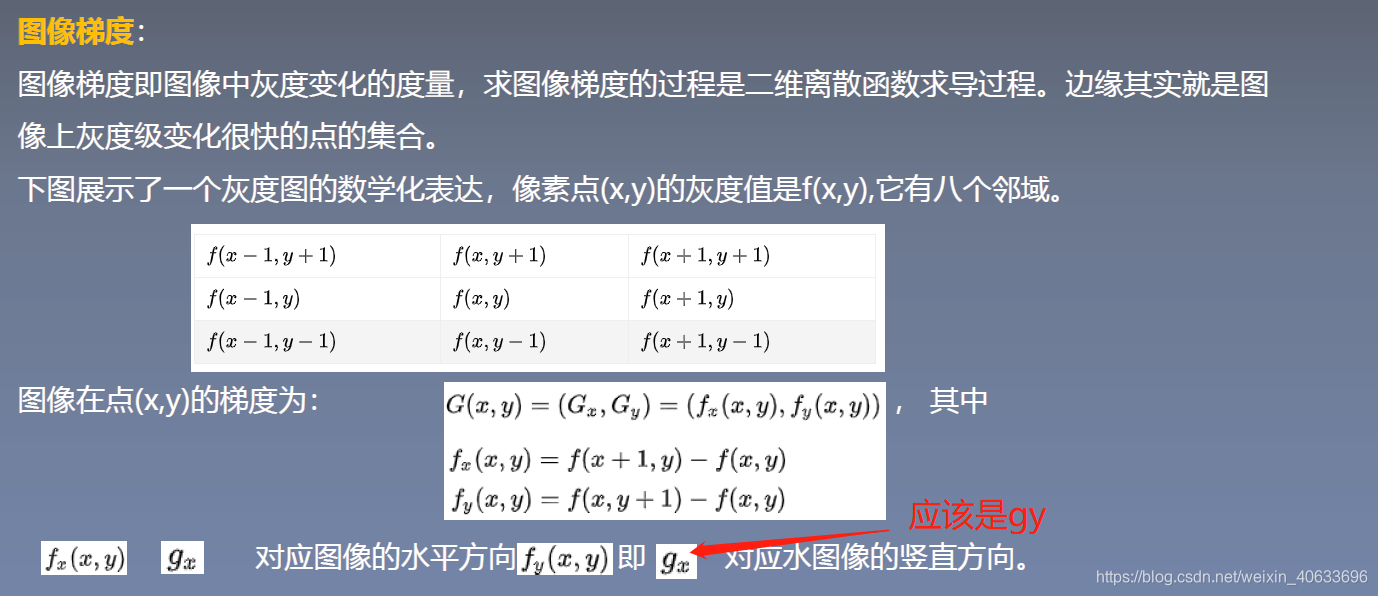 图像梯度：
图像梯度即图像中灰度变化的度量，求图像梯度的过程是二维离散函数求导过程。边缘其实就是图
像上灰度级变化很快的点的集合。
下图展示了一个灰度图的数学化表达，像素点(x,y)的灰度值是f(x,y),它有八个邻域。
f(x − 1, y + 1) f(x, y + 1) f(x + 1, y + 1)
f(x − 1, y) f(x, y) f(x + 1, y)
f(x − 1, y − 1) f(x, y − 1) f(x + 1, y − 1)
图像在点(x,y)的梯度为： G(x, y) = (Gₓ, G_y) = (fₓ(x, y), f_y(x, y)) ， 其中
fₓ(x, y) = f(x + 1, y) − f(x, y)
f_y(x, y) = f(x, y + 1) − f(x, y)
应该是gy
fₓ(x, y) gₓ 对应图像的水平方向 f_y(x, y) 即 gₓ 对应水图像的竖直方向。
https://blog.csdn.net/weixin_40633696